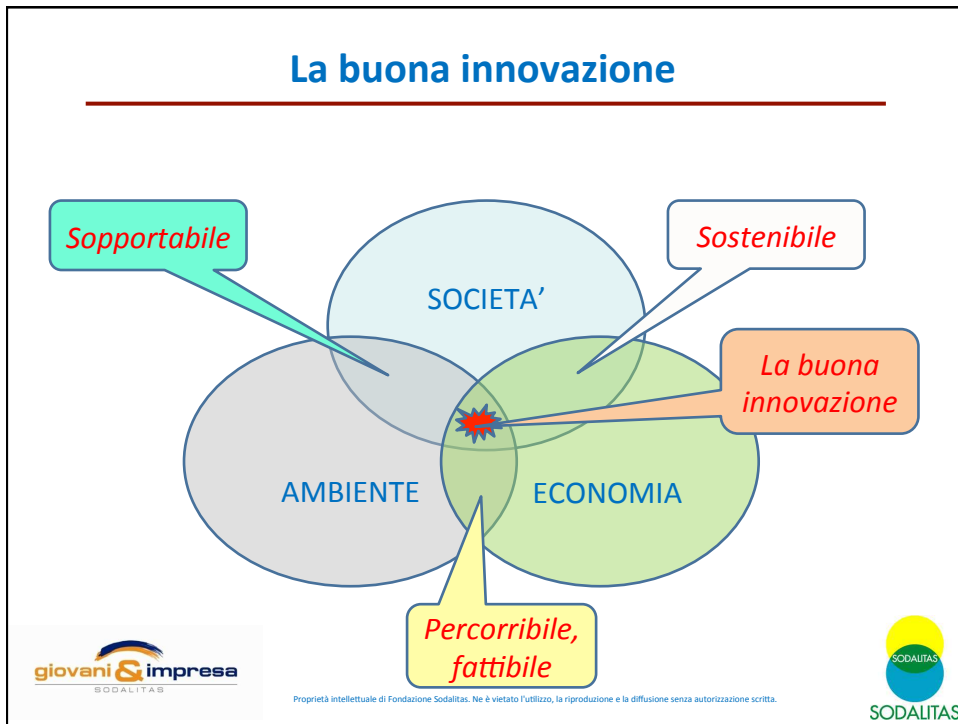 La buona innovazione
Sopportabile
Sostenibile
SOCIETA’
La buona
innovazione
AMBIENTE
ECONOMIA
Percorribile,
fattibile
giovani & impresa
SODALITAS
Proprietà intellettuale di Fondazione Sodalitas. Ne è vietato l'utilizzo, la riproduzione e la diffusione senza autorizzazione scritta.
SODALITAS
SODALITAS